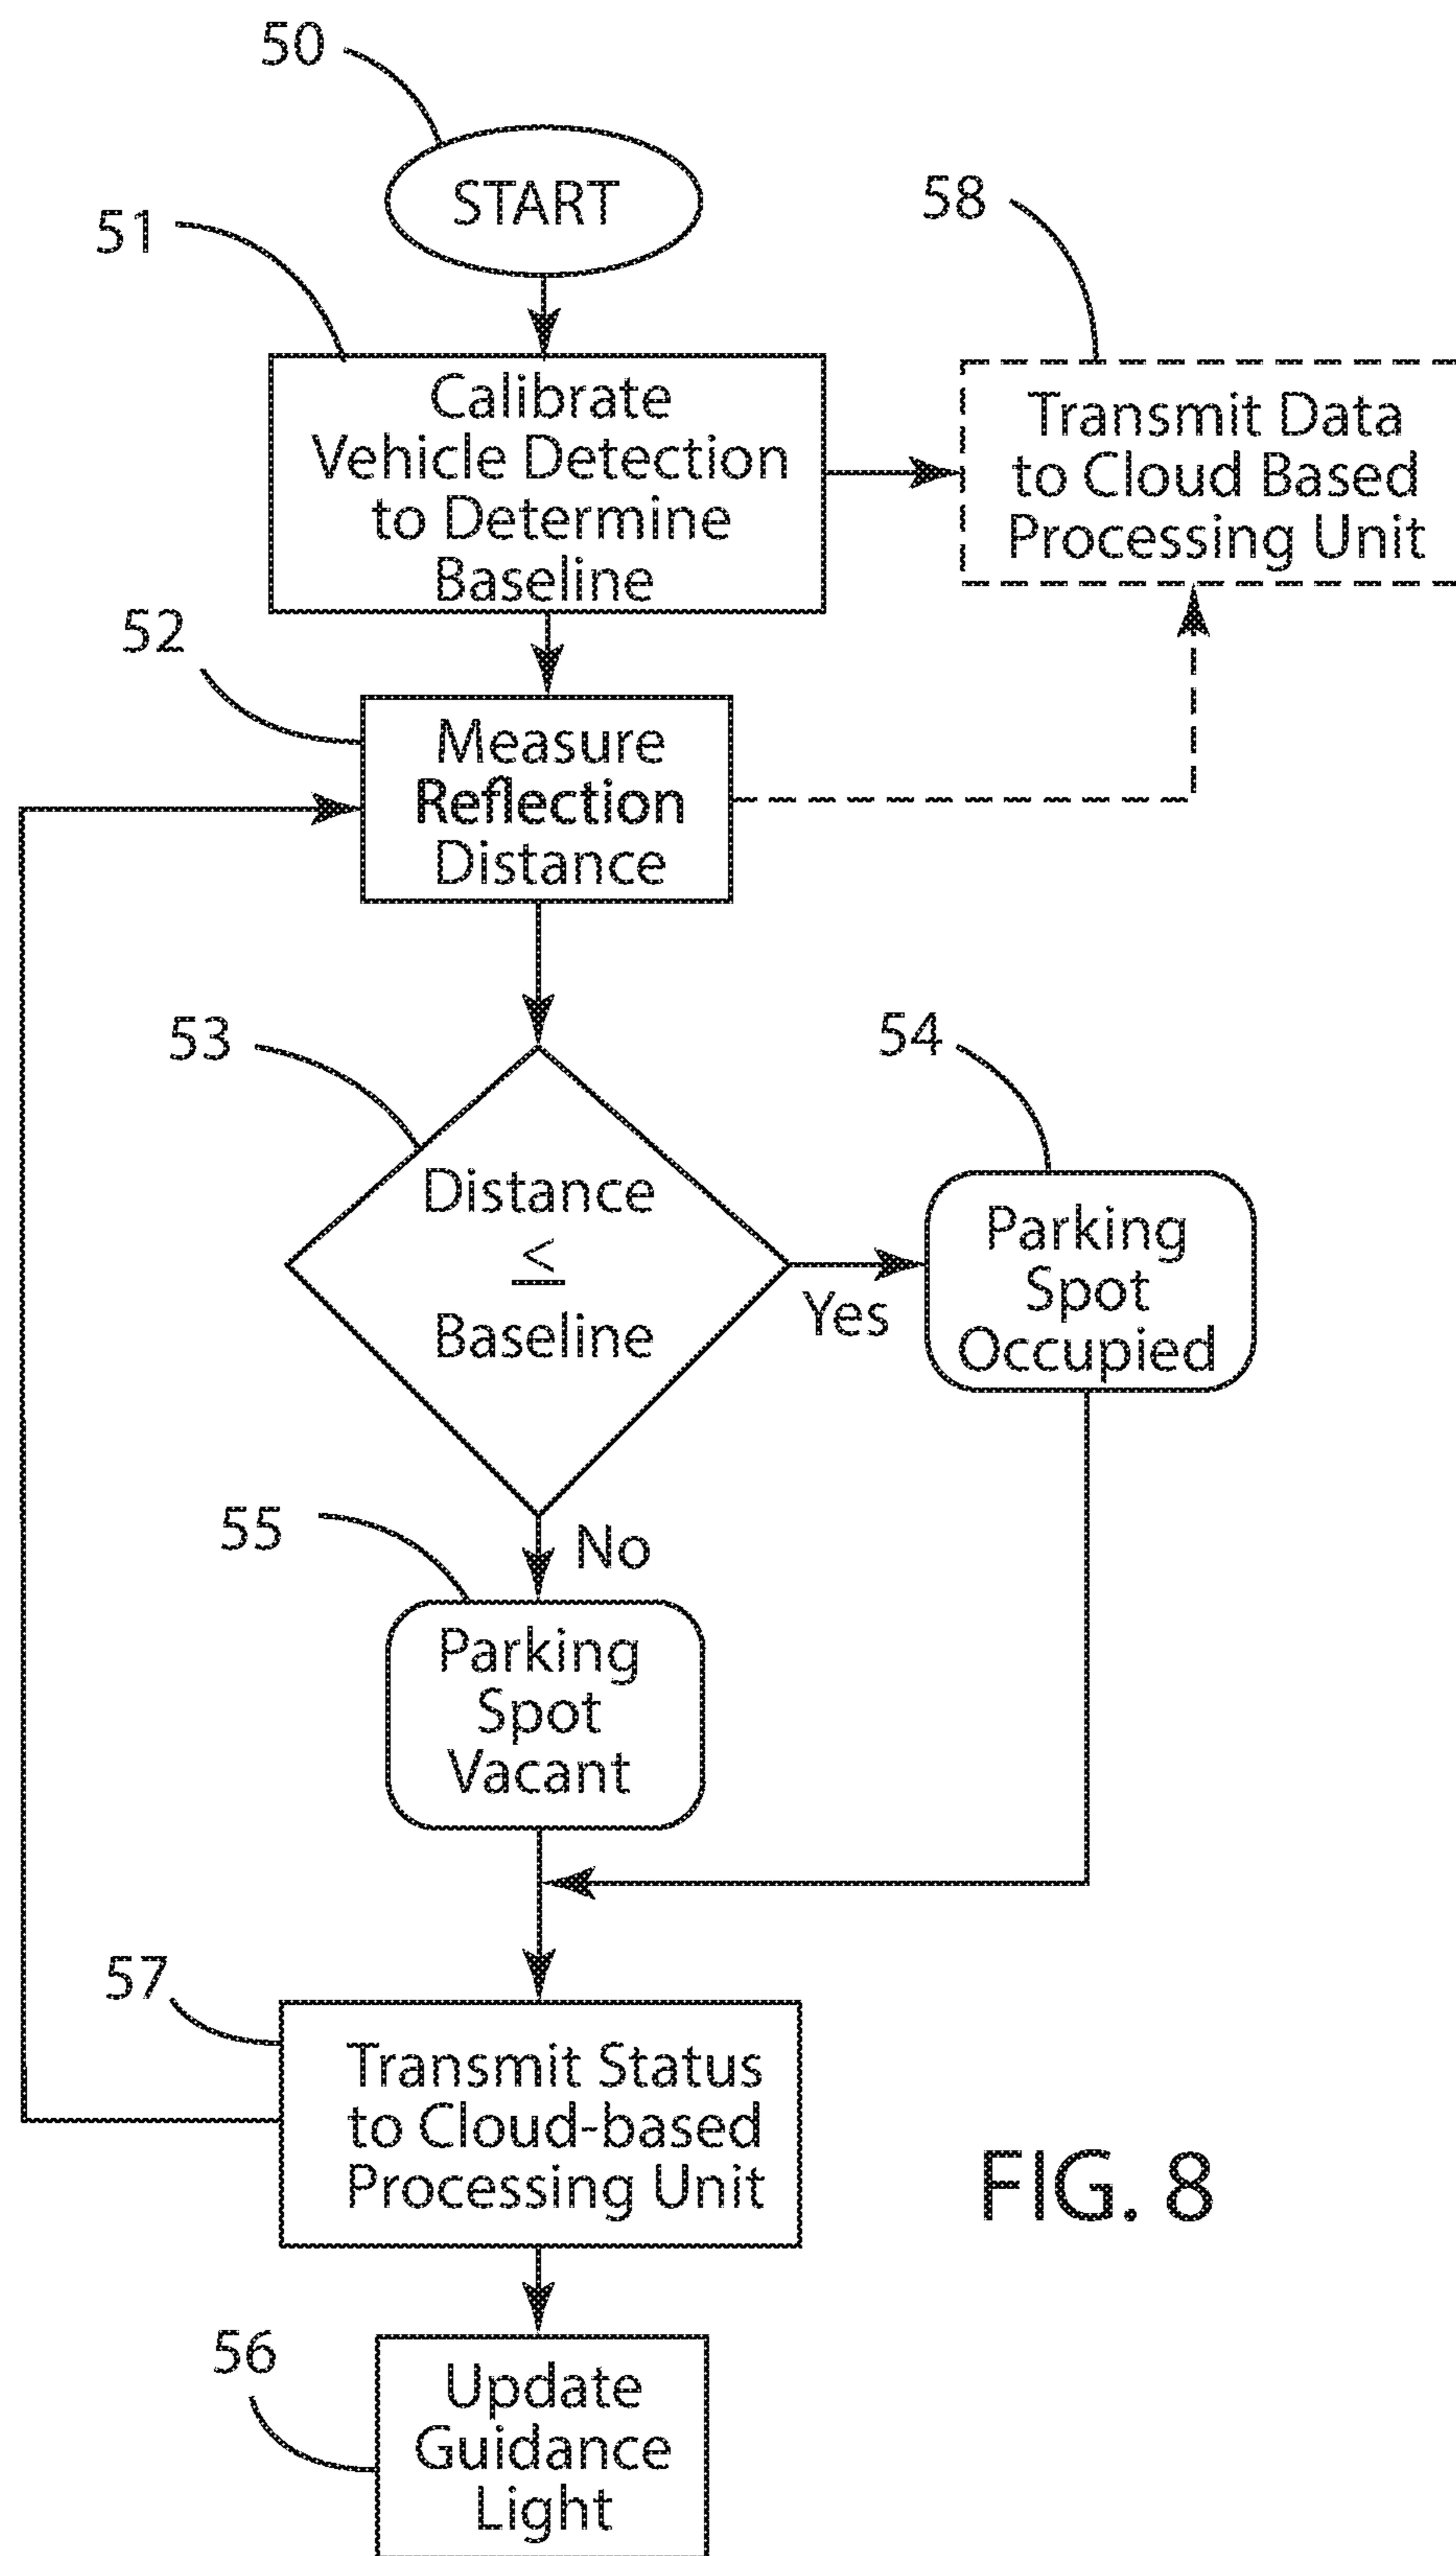 50
START
51
58
Calibrate
Vehicle Detection
to Determine
Baseline
Transmit Data
to Cloud Based
Processing Unit
52
Measure
Reflection
Distance
53
54
Distance
≤
Baseline
Yes
Parking
Spot
Occupied
55
No
Parking
Spot
Vacant
57
Transmit Status
to Cloud-based
Processing Unit
FIG. 8
56
Update
Guidance
Light